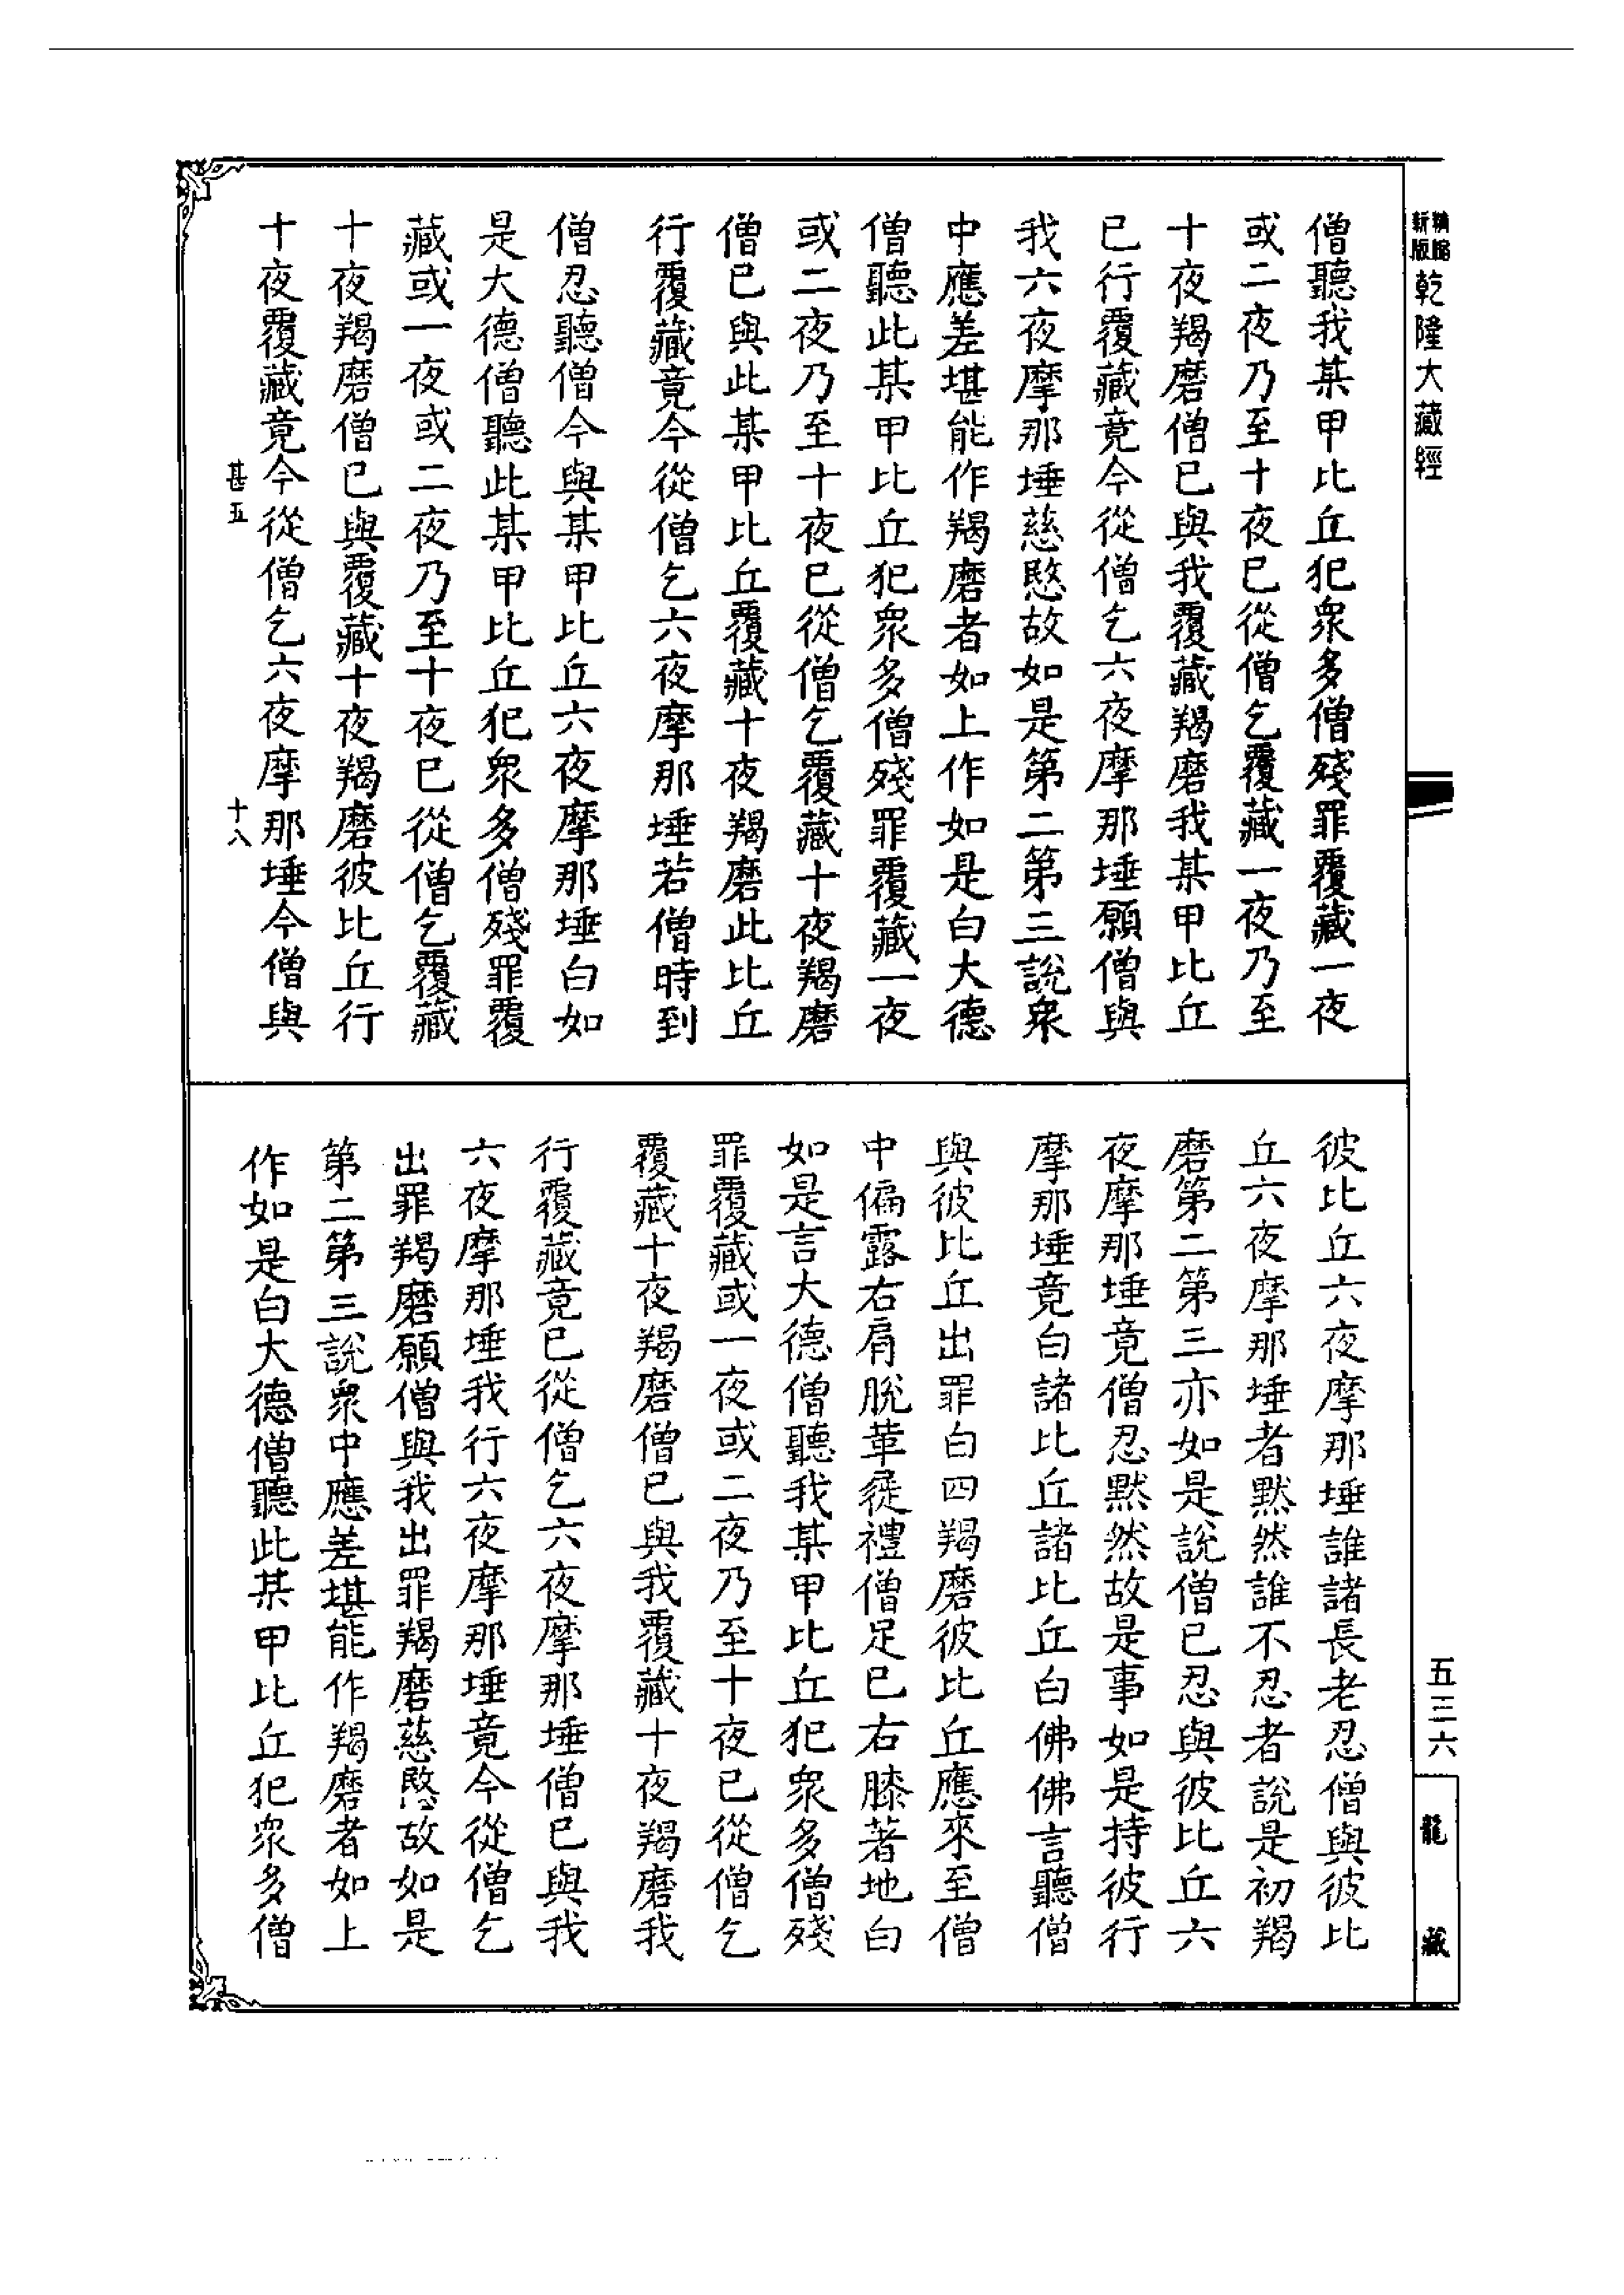 新版
精縮
乾隆大藏經
僧聽我某甲比丘犯衆多僧殘罪覆藏一夜
或二夜乃至十夜已從僧乞覆藏一夜乃至
十夜羯磨僧已與我覆藏羯磨我某甲比丘
已行覆藏竟今從僧乞六夜摩那埵願僧與
我六夜摩那埵慈愍故如是第二第三說衆
中應差堪能作羯磨者如上作如是白大德
僧聽此某甲比丘犯衆多僧殘罪覆藏一夜
或二夜乃至十夜已從僧乞覆藏十夜羯磨
僧已與此某甲比丘覆藏十夜羯磨此比丘
行覆藏竟今從僧乞六夜摩那埵若僧時到
僧忍聽僧今與某甲比丘六夜摩那埵白如
是大德僧聽此某甲比丘犯衆多僧殘罪覆
藏或一夜或二夜乃至十夜已從僧乞覆藏
十夜羯磨僧已與覆藏十夜羯磨彼比丘行
十夜覆藏竟今從僧乞六夜摩那埵今僧與
甚五
十八
彼比丘六夜摩那埵誰諸長老忍僧與彼比
丘六夜摩那埵者默然誰不忍者說是初羯
磨第二第三亦如是說僧已忍與彼比丘六
夜摩那埵竟僧忍默然故是事如是持彼行
摩那埵竟白諸比丘諸比丘白佛佛言聽僧
與彼比丘出罪白四羯磨彼比丘應來至僧
中偏露右肩脫革屣禮僧足已右膝著地白
如是言大德僧聽我某甲比丘犯衆多僧殘
罪覆藏或一夜或二夜乃至十夜已從僧乞
覆藏十夜羯磨僧已與我覆藏十夜羯磨我
行覆藏竟已從僧乞六夜摩那埵僧已與我
六夜摩那埵我行六夜摩那埵竟今從僧乞
出罪羯磨願僧與我出罪羯磨慈愍故如是
第二第三說衆中應差堪能作羯磨者如上
作如是白大德僧聽此某甲比丘犯衆多僧
五三六
龍藏